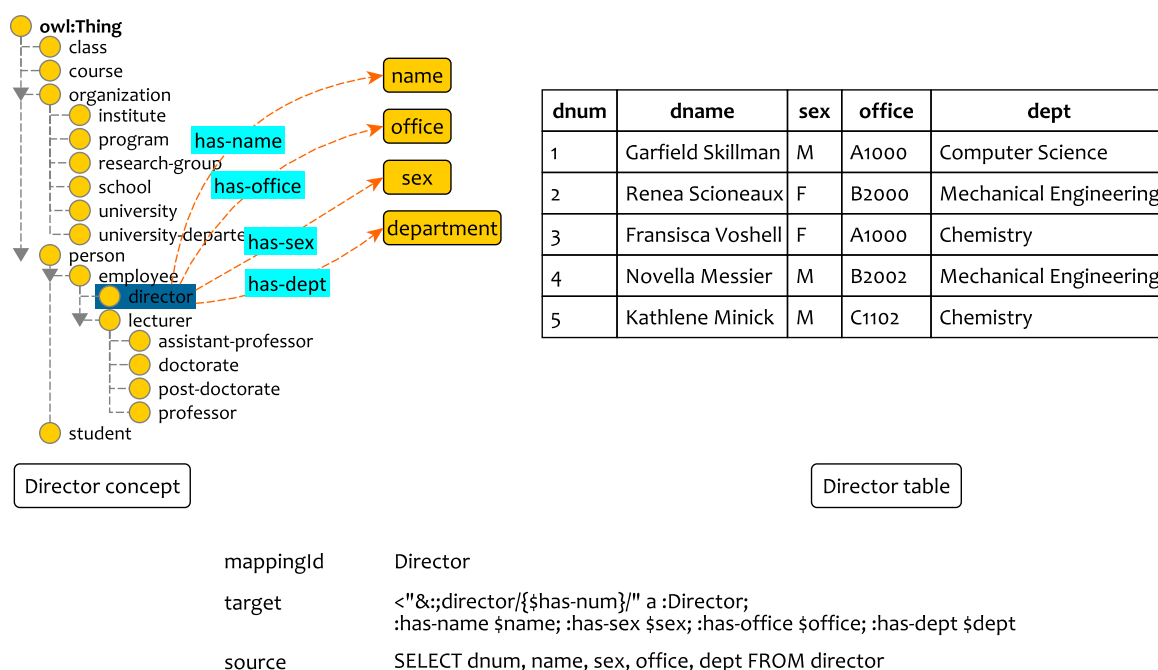 owl:Thing
class
course
organization
institute
program
research-group
school
university
university-departe
person
employee
director
lecturer
assistant-professor
doctorate
post-doctorate
professor
student
has-name
has-office
has-sex
has-dept
name
office
sex
department
dnum dname sex office dept
1 Garfield Skillman M A1000 Computer Science
2 Renea Scioneaux F B2000 Mechanical Engineering
3 Fransisca Voshell F A1000 Chemistry
4 Novella Messier M B2002 Mechanical Engineering
5 Kathlene Minick M C1102 Chemistry
Director concept
Director table
mappingId Director
target <"&:;director/{$has-num}/" a :Director;
:has-name $name; :has-sex $sex; :has-office $office; :has-dept $dept
source SELECT dnum, name, sex, office, dept FROM director